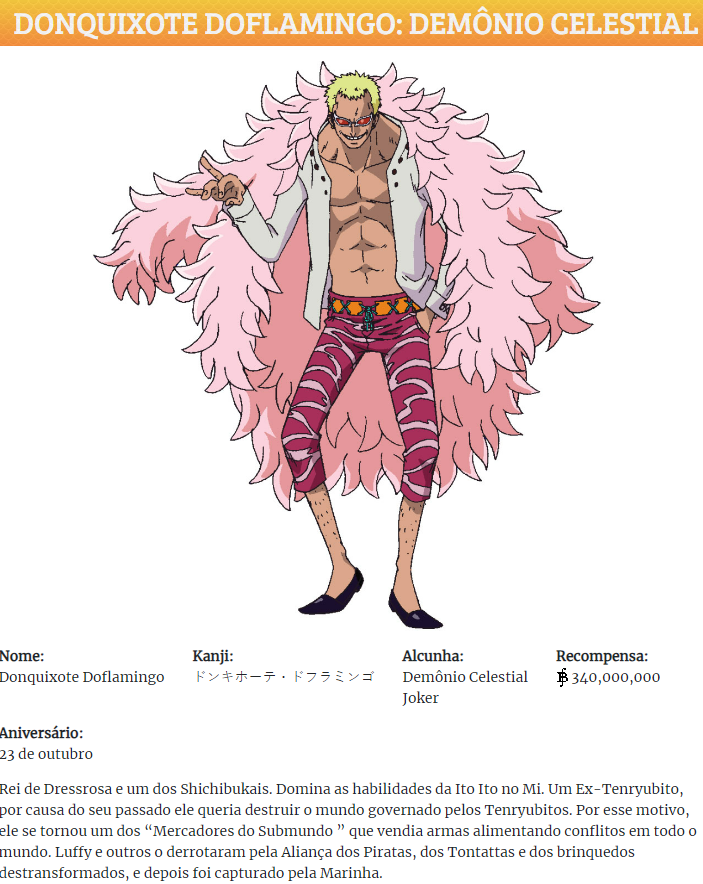 DONQUIXOTE DOFLAMINGO: DEMÔNIO CELESTIAL
Nome:
Donquixote Doflamingo
Kanji:
ドンキホーテ・ドフラミンゴ
Alcunha:
Demônio Celestial
Joker
Recompensa:
฿ 340,000,000
Aniversário:
23 de outubro
Rei de Dressrosa e um dos Shichibukais. Domina as habilidades da Ito Ito no Mi. Um Ex-Tenryubito,
por causa do seu passado ele queria destruir o mundo governado pelos Tenryubitos. Por esse motivo,
ele se tornou um dos “Mercadores do Submundo ” que vendia armas alimentando conflitos em todo o
mundo. Luffy e outros o derrotaram pela Aliança dos Piratas, dos Tontattas e dos brinquedos
destransformados, e depois foi capturado pela Marinha.